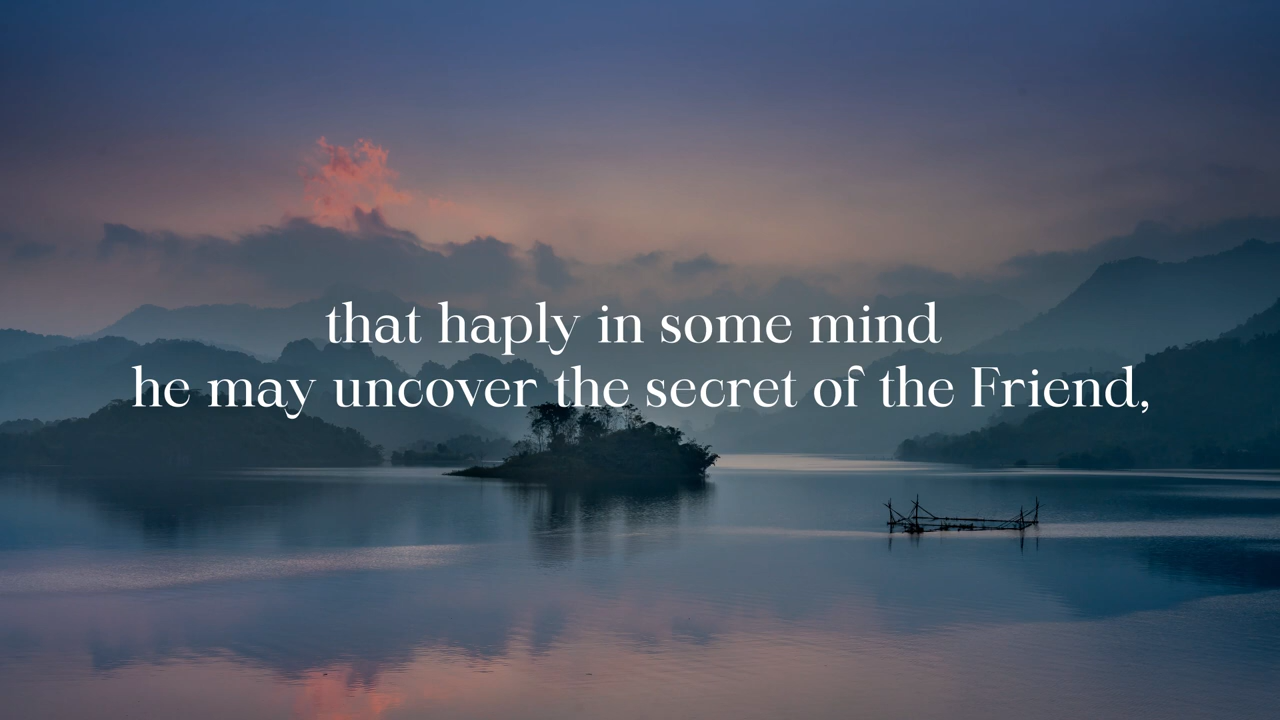 that haply in some mind
he may uncover the secret of the Friend,